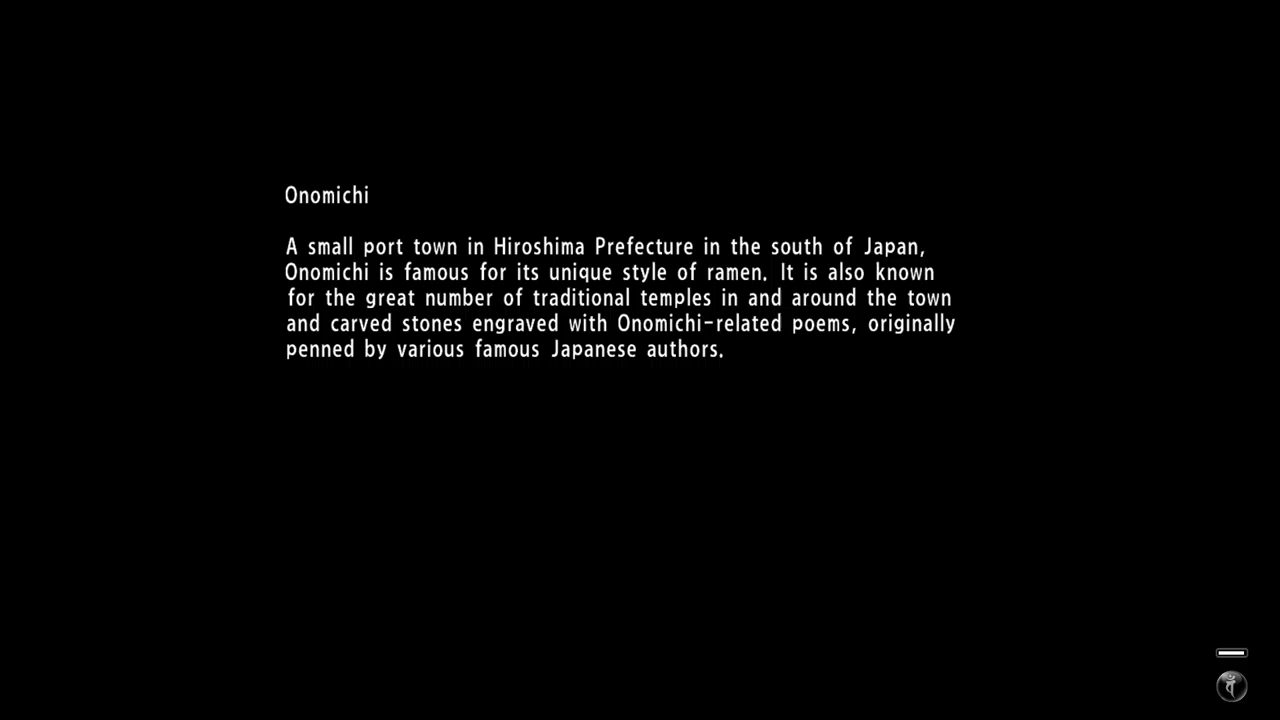 Onomichi
A small port town in Hiroshima Prefecture in the south of Japan,
Onomichi is famous for its unique style of ramen. It is also known
for the great number of traditional temples in and around the town
and carved stones engraved with Onomichi-related poems, originally
penned by various famous Japanese authors.